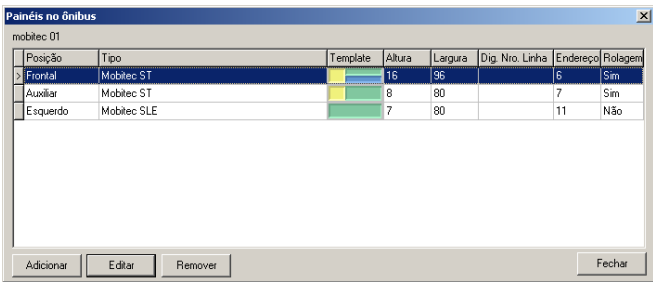 Painéis no ônibus
mobitec 01
Posição Tipo Template Altura Largura Dig. Nro. Linha Endereço Rolagem
Frontal Mobitec ST 16 96 6 Sim
Auxiliar Mobitec ST 8 80 7 Sim
Esquerdo Mobitec SLE 7 80 11 Não
Adicionar Editar Remover Fechar